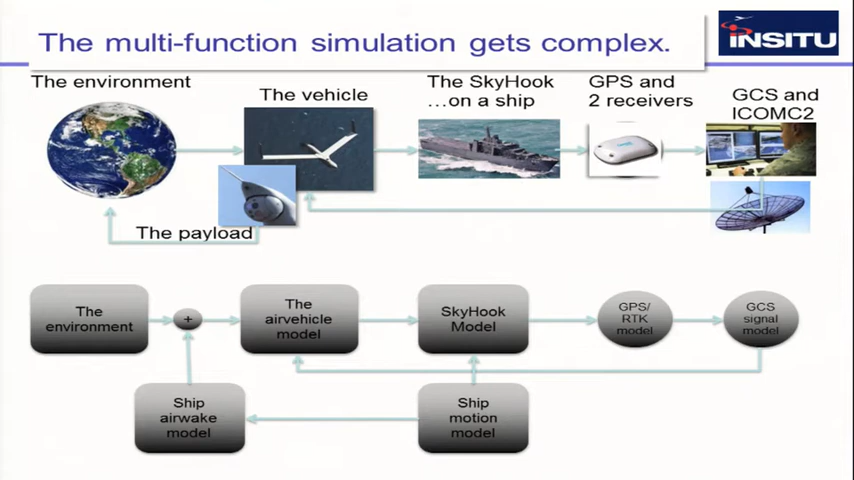 The multi-function simulation gets complex.
INSITU
The environment
The vehicle
The SkyHook
...on a ship
GPS and
2 receivers
GCS and
ICOMC2
The payload
The
environment
+
The
airvehicle
model
SkyHook
Model
GPS/
RTK
model
GCS
signal
model
Ship
airwake
model
Ship
motion
model